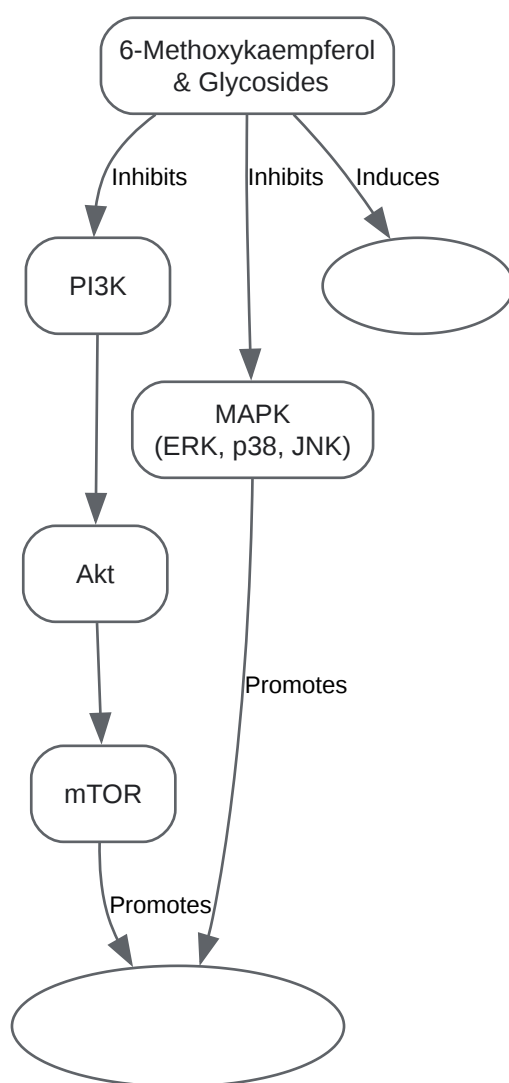 6-Methoxykaempferol
& Glycosides
Inhibits
Inhibits
Induces
PI3K
MAPK
(ERK, p38, JNK)
Akt
Promotes
mTOR
Promotes